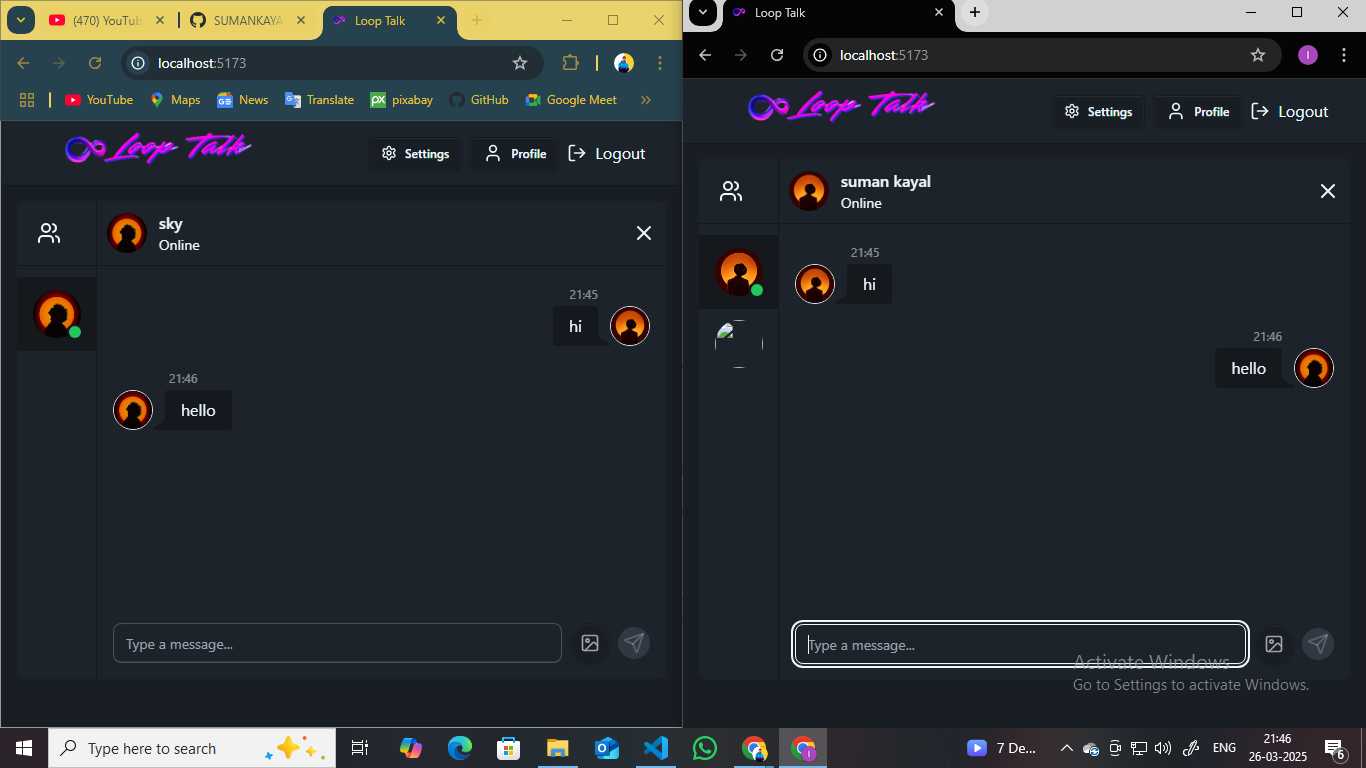 (470) YouTub
SUMANKAYA
Loop Talk
localhost:5173
YouTube
Maps
News
Translate
pixabay
GitHub
Google Meet
Loop Talk
Settings
Profile
Logout
sky
Online
21:45
hi
21:46
hello
Type a message...
Loop Talk
localhost:5173
I
Loop Talk
Settings
Profile
Logout
suman kayal
Online
21:45
hi
21:46
hello
Type a message...
Activate Windows
Go to Settings to activate Windows.
Type here to search
7 De...
ENG
21:46
26-03-2025
6